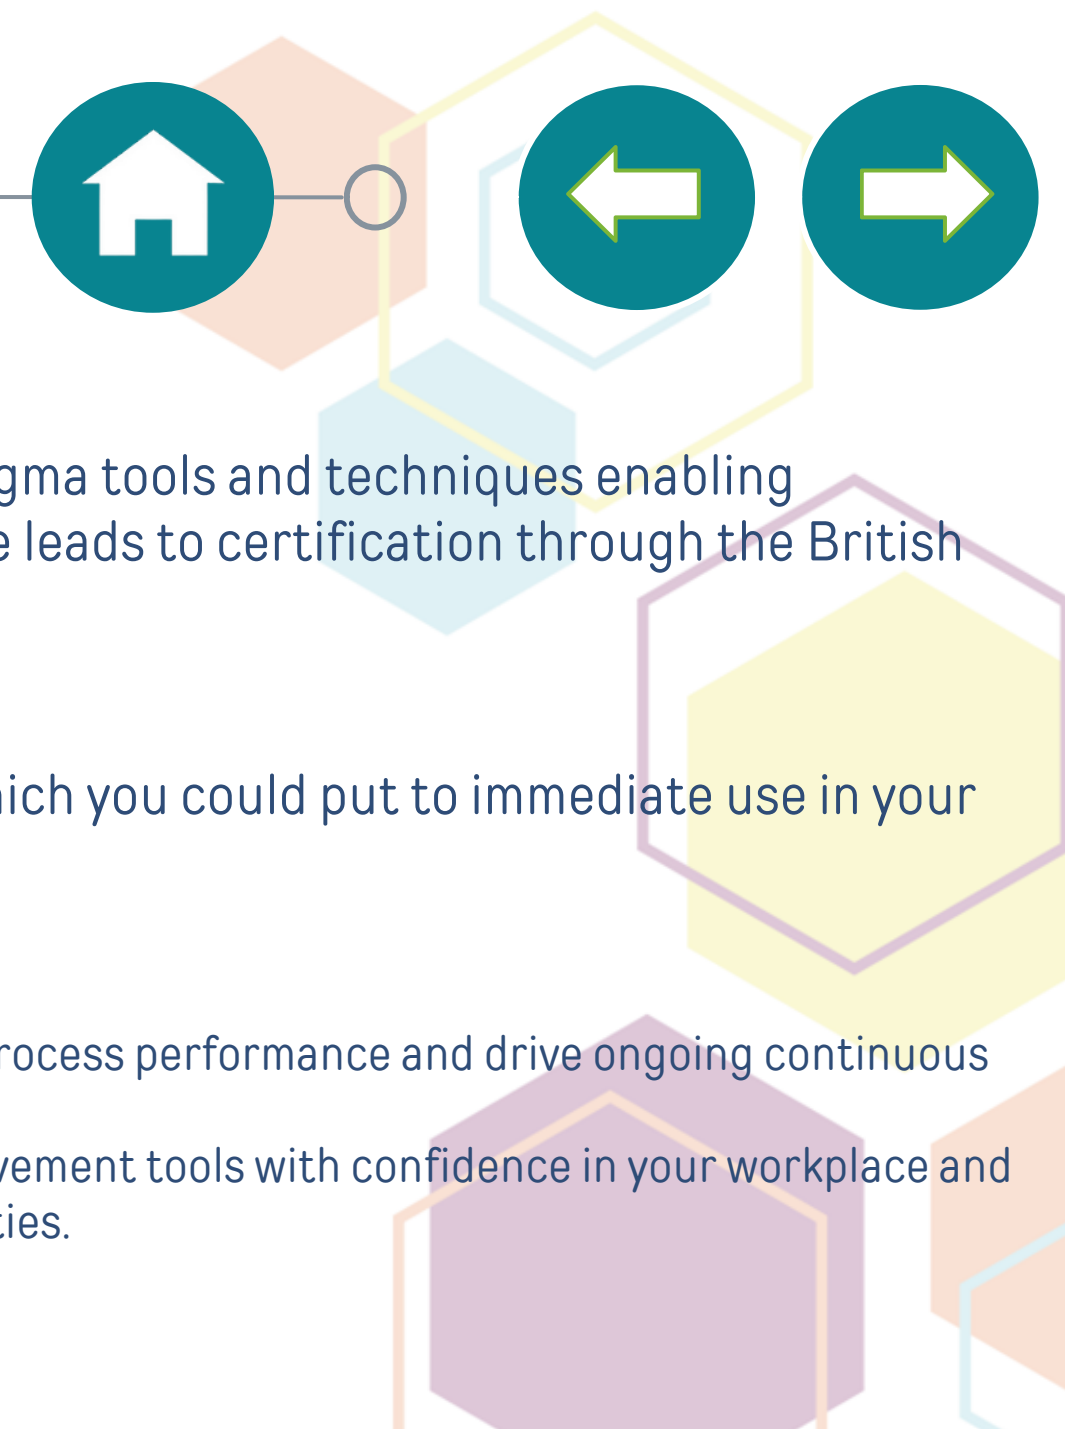 gma tools and techniques enabling
e leads to certification through the British
hich you could put to immediate use in your
rocess performance and drive ongoing continuous
vement tools with confidence in your workplace and
ties.